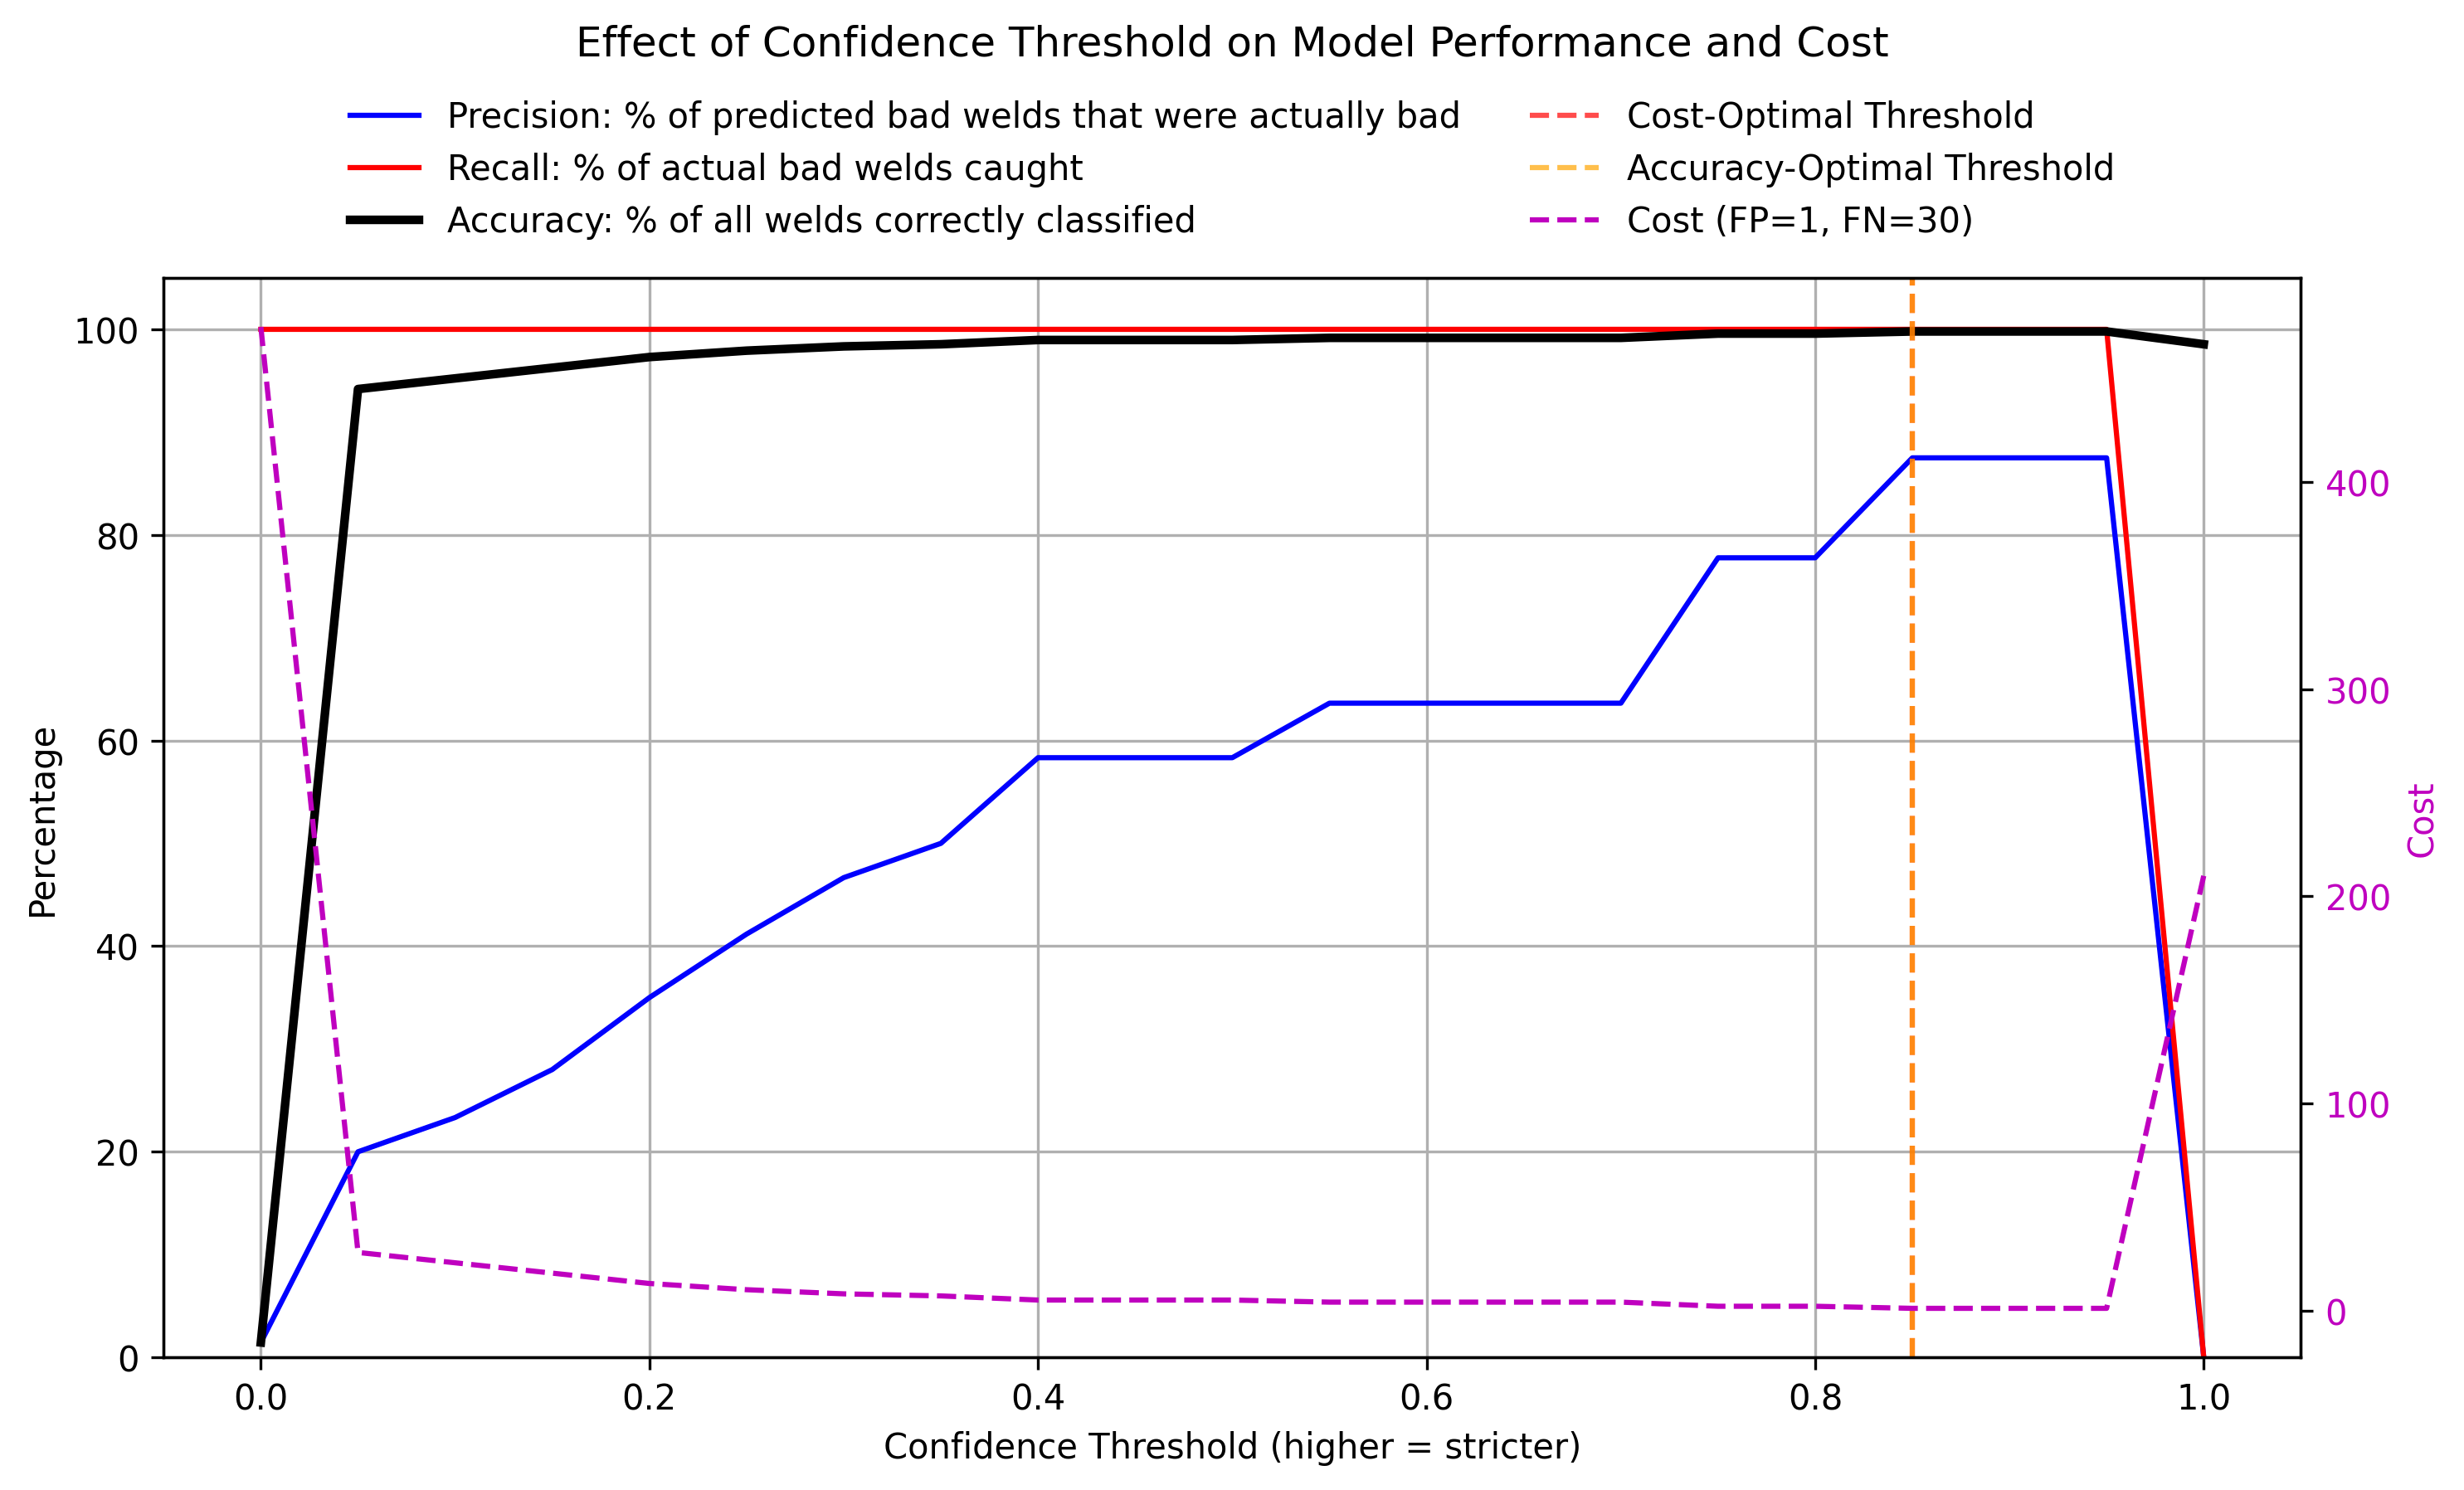 Effect of Confidence Threshold on Model Performance and Cost
Precision: % of predicted bad welds that were actually bad
Recall: % of actual bad welds caught
Accuracy: % of all welds correctly classified
Cost-Optimal Threshold
Accuracy-Optimal Threshold
Cost (FP=1, FN=30)
Percentage
100
80
60
40
20
0
400
300
200
100
0
Cost
0.0
0.2
0.4
0.6
0.8
1.0
Confidence Threshold (higher = stricter)